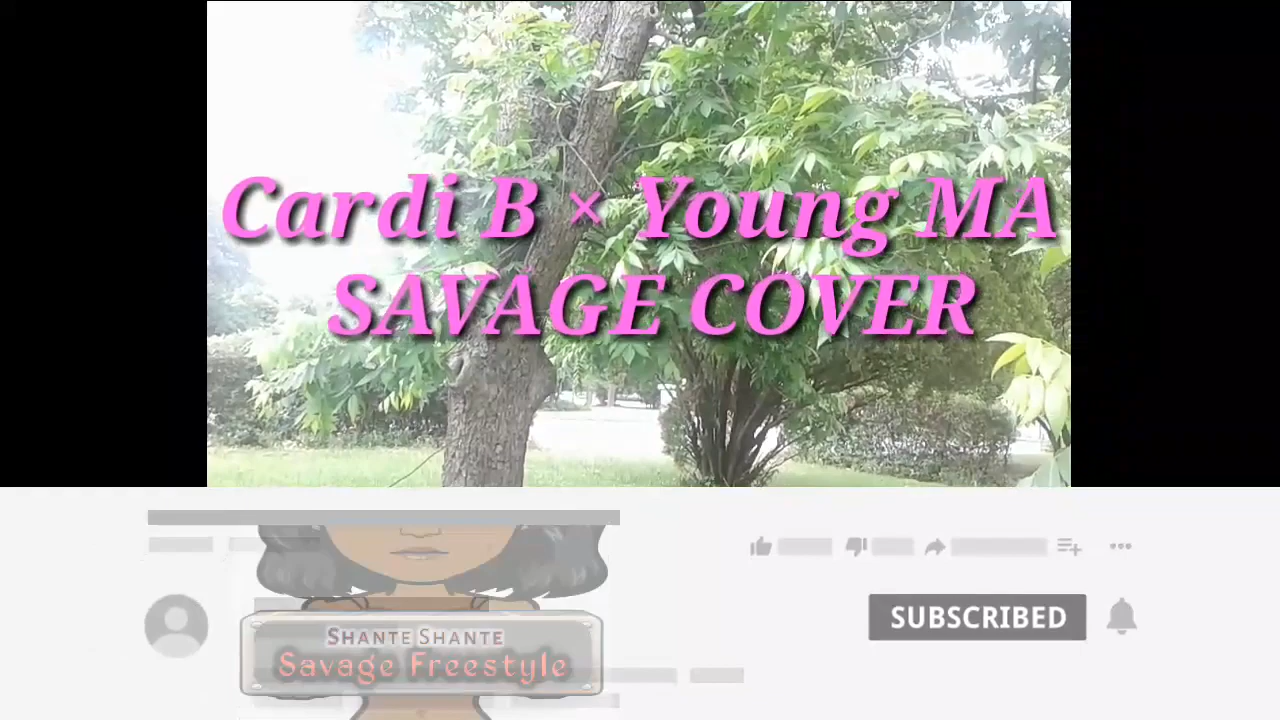 Cardi B × Young MA
SAVAGE COVER
SHANTE SHANTE
Savage Freestyle
SUBSCRIBED